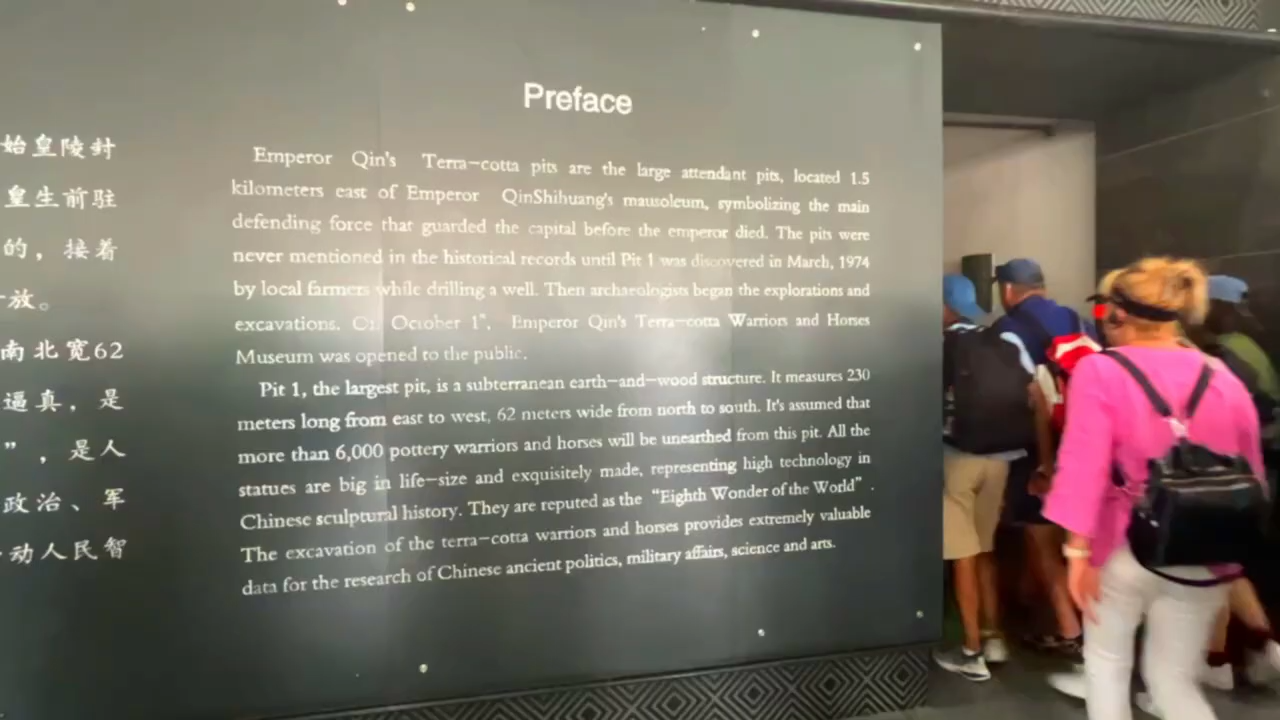 始皇陵封
皇生前驻
的，接着
放。
南北宽62
逼真，是
”，是人
政治、军
动人民智
Preface
Emperor Qin's Terra-cotta pits are the large attendant pits, located 1.5
kilometers east of Emperor QinShihuang's mausoleum, symbolizing the main
defending force that guarded the capital before the emperor died. The pits were
never mentioned in the historical records until Pit 1 was discovered in March, 1974
by local farmers while drilling a well. Then archaeologists began the explorations and
excavations. On October 1st, Emperor Qin's Terra-cotta Warriors and Horses
Museum was opened to the public.
Pit 1, the largest pit, is a subterranean earth-and-wood structure. It measures 230
meters long from east to west, 62 meters wide from north to south. It's assumed that
more than 6,000 pottery warriors and horses will be unearthed from this pit. All the
statues are big in life-size and exquisitely made, representing high technology in
Chinese sculptural history. They are reputed as the “Eighth Wonder of the World”.
The excavation of the terra-cotta warriors and horses provides extremely valuable
data for the research of Chinese ancient politics, military affairs, science and arts.